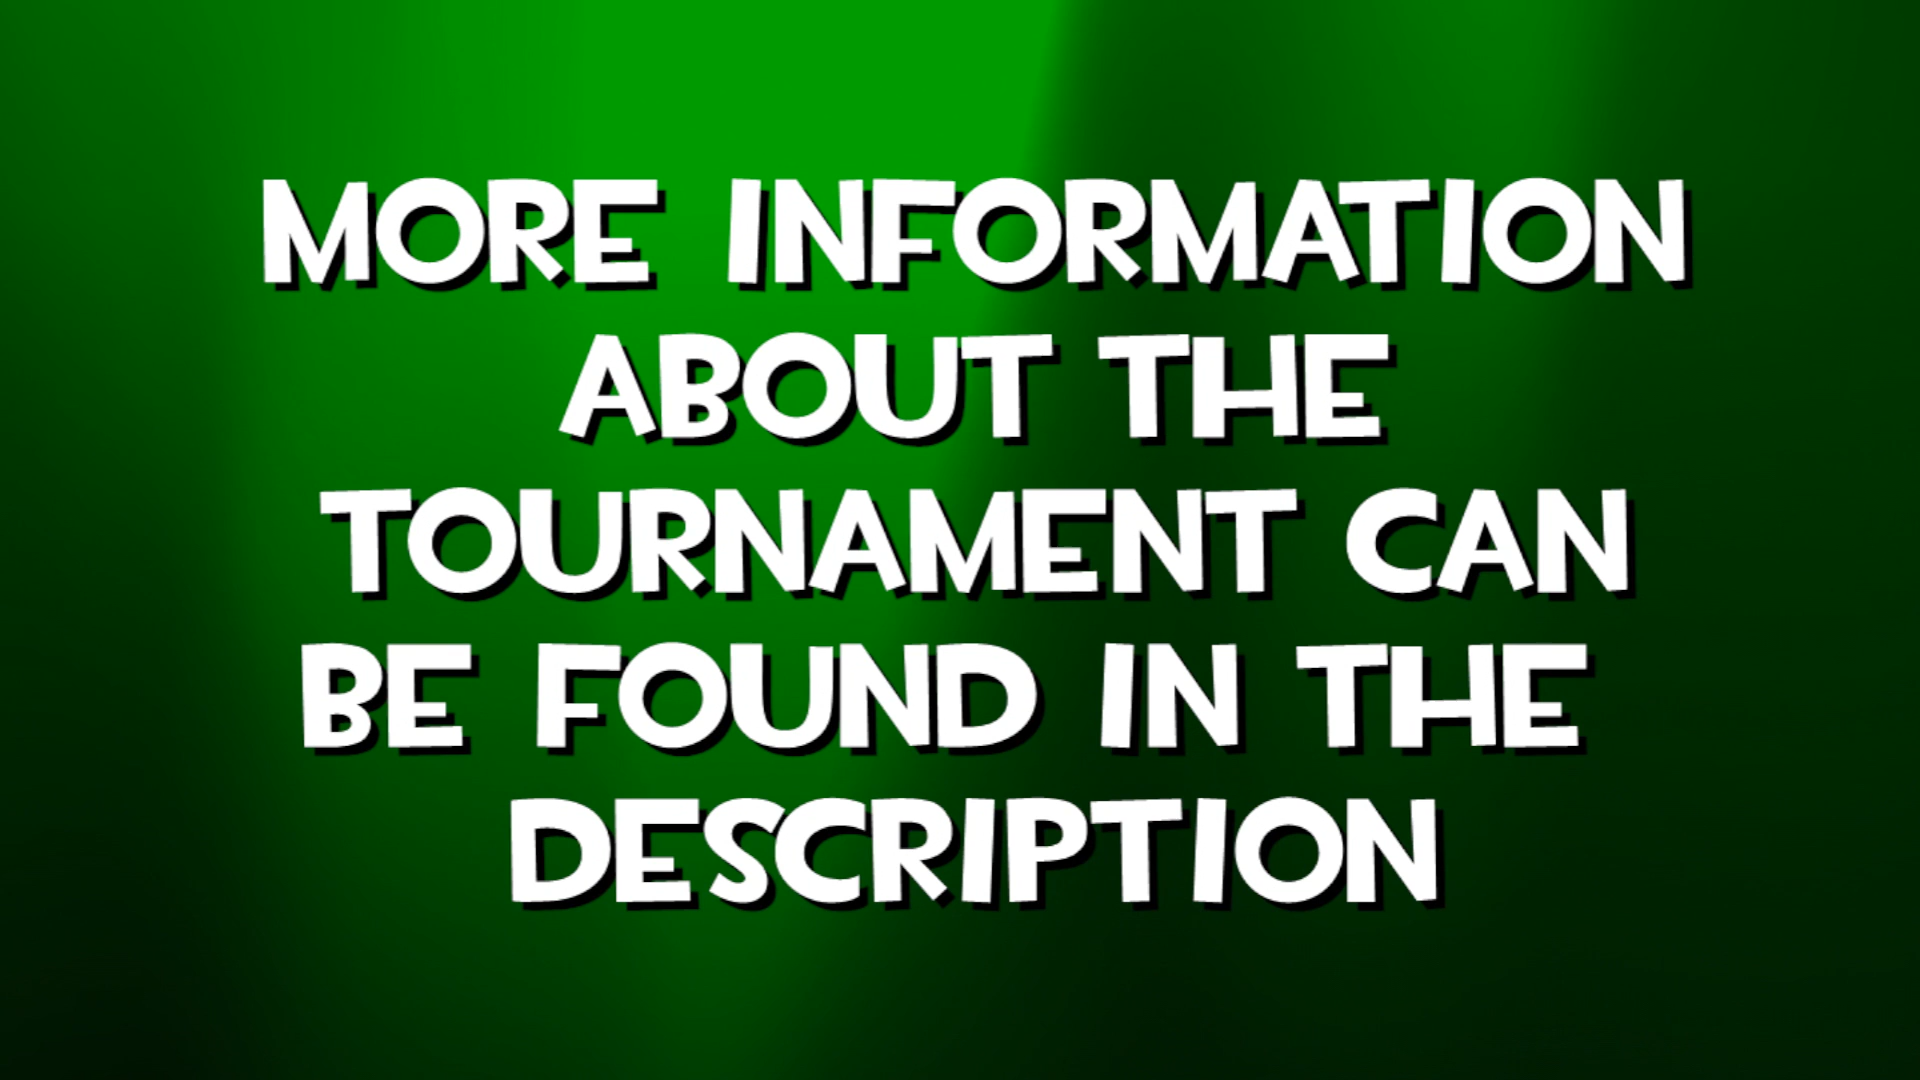 MORE INFORMATION
ABOUT THE
TOURNAMENT CAN
BE FOUND IN THE
DESCRIPTION